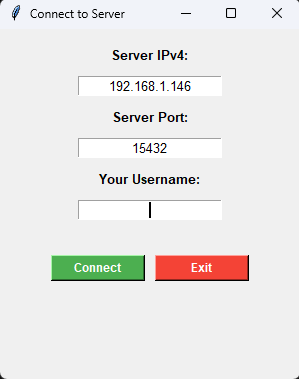 Connect to Server
Server IPv4:
192.168.1.146
Server Port:
15432
Your Username:
Connect
Exit